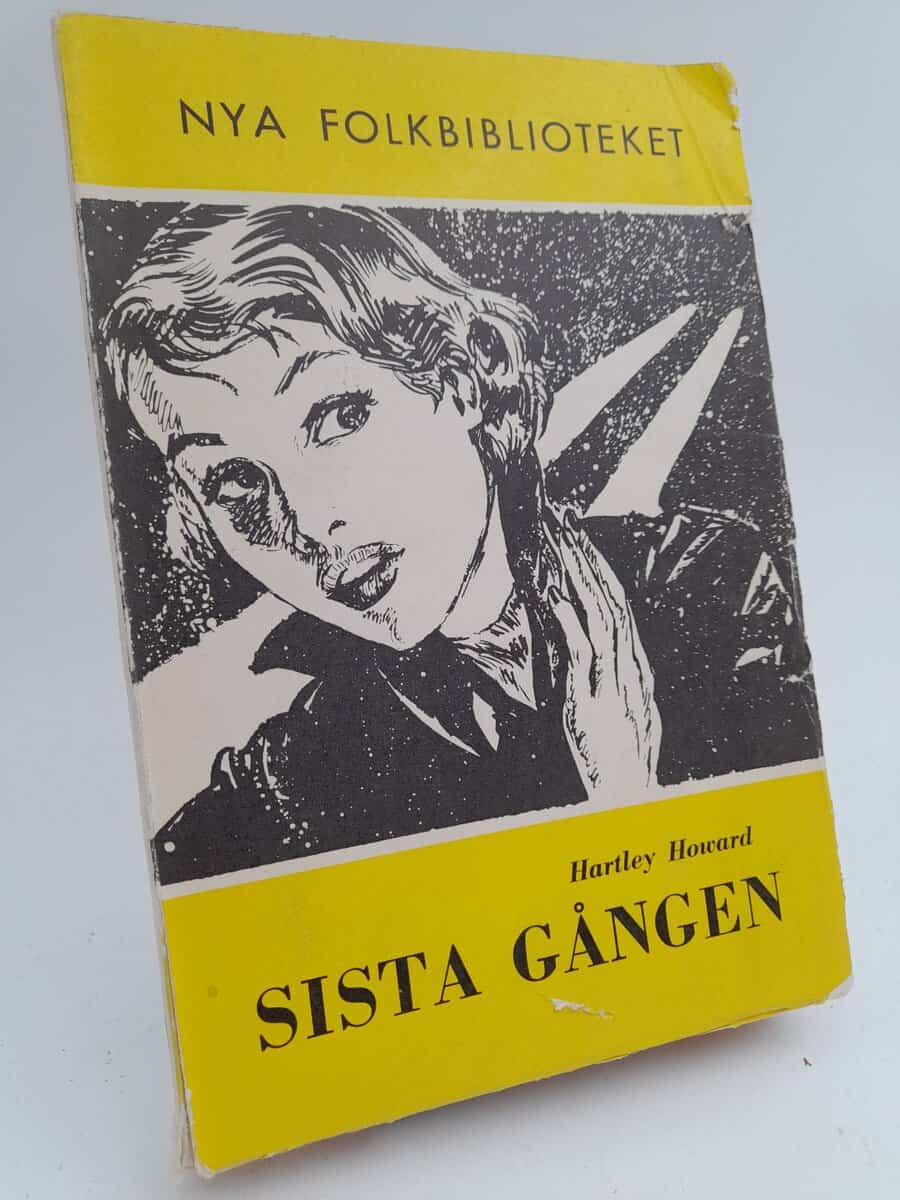 NYA FOLKBIBLIOTEKET
Hartley Howard
SISTA GÅNGEN